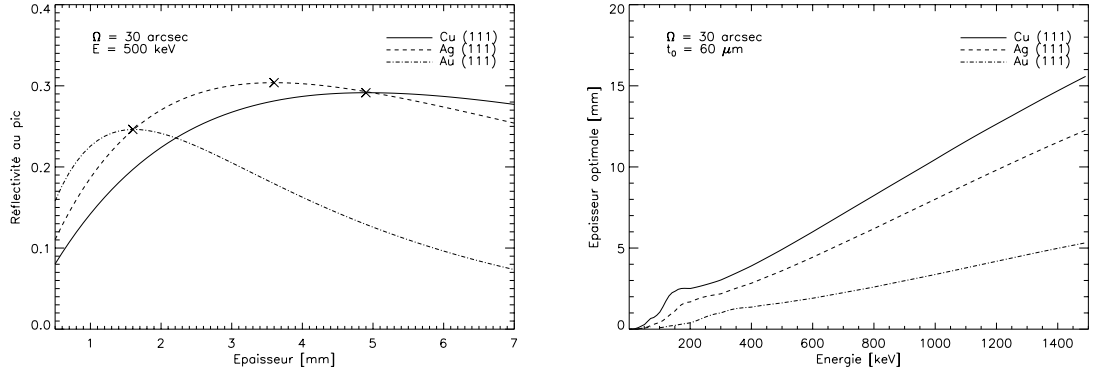 0.4
0.3
0.2
0.1
0.0
Réflectivité au pic
Ω = 30 arcsec
E = 500 keV
Cu (111)
Ag (111)
Au (111)
1 2 3 4 5 6 7
Epaisseur [mm]
20
15
10
5
0
Epaisseur optimale [mm]
Ω = 30 arcsec
t₀ = 60 μm
Cu (111)
Ag (111)
Au (111)
200 400 600 800 1000 1200 1400
Energie [keV]